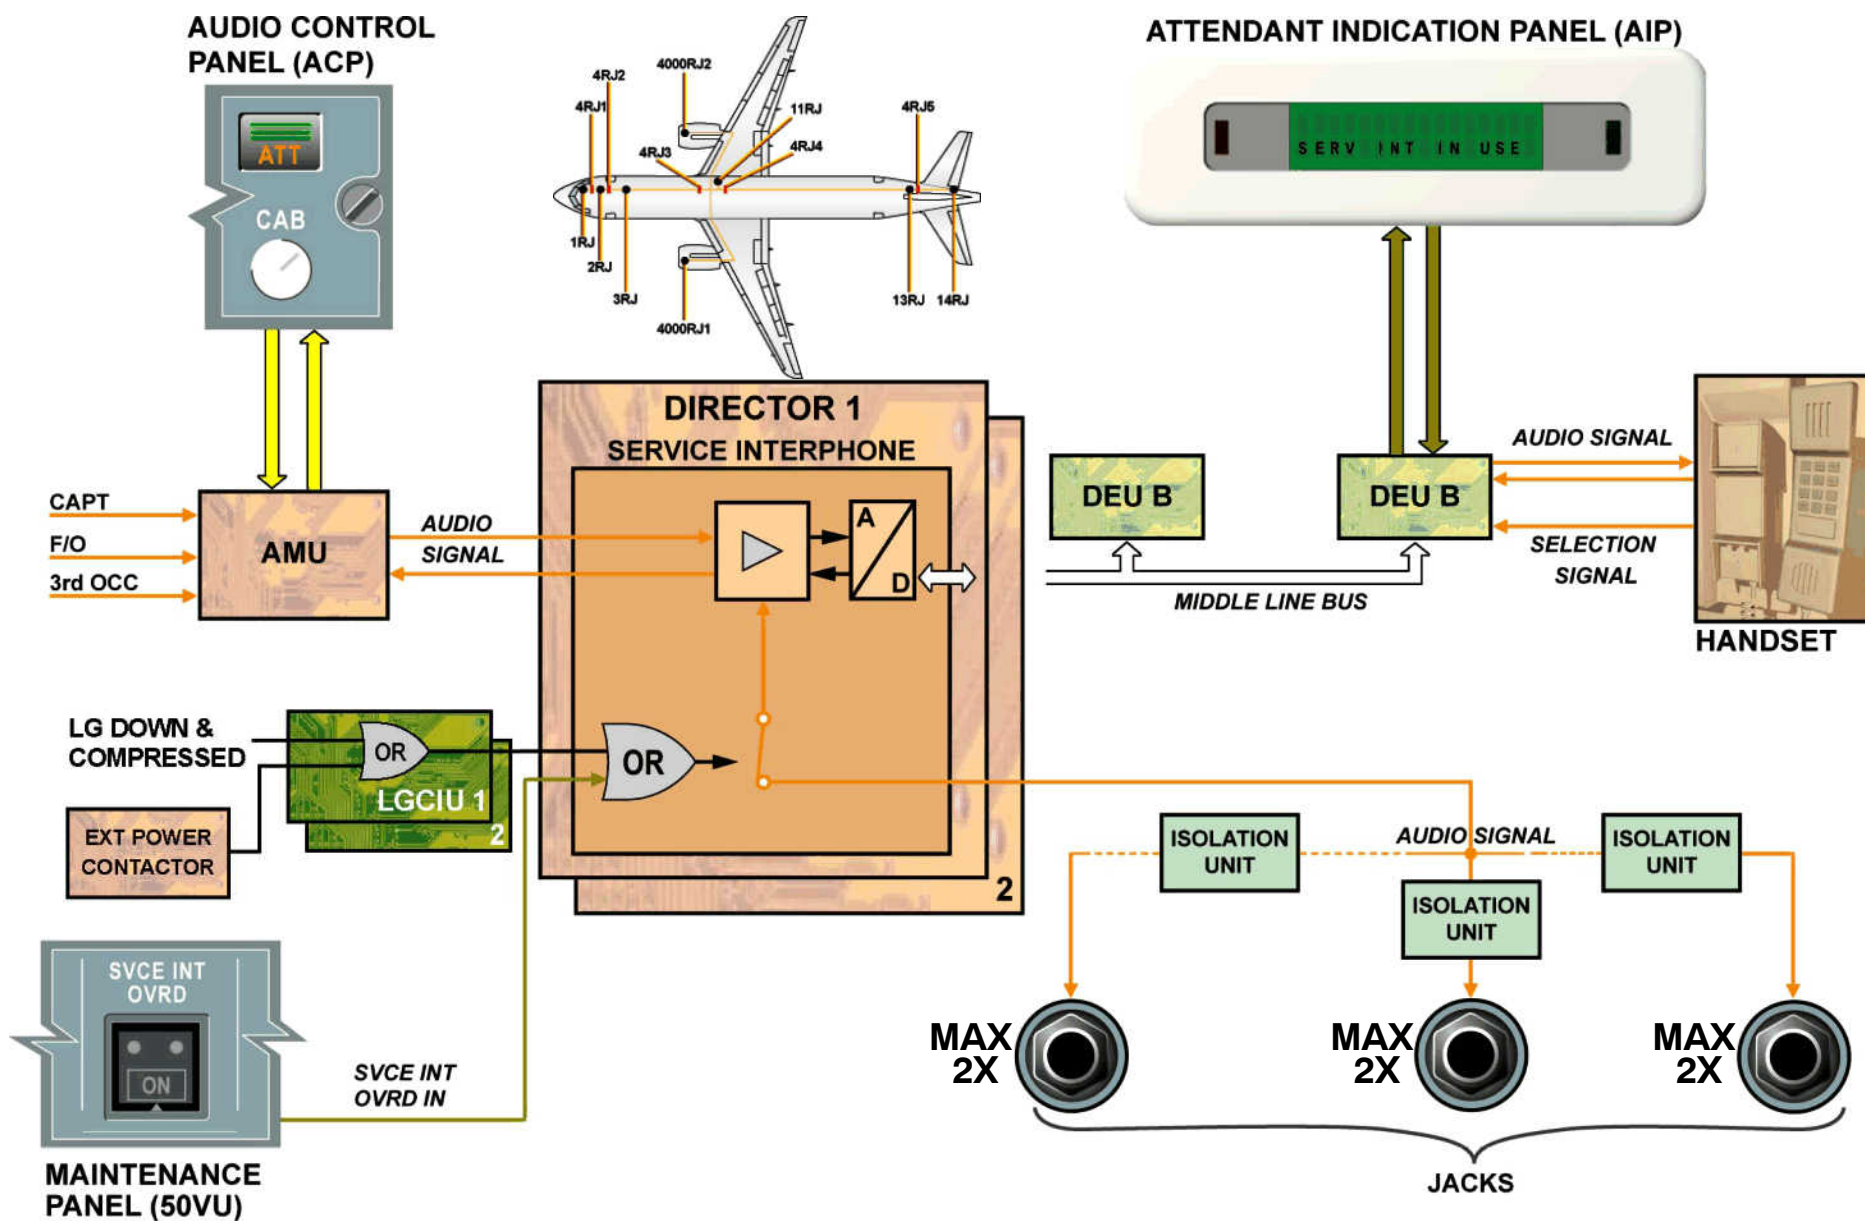 AUDIO CONTROL
PANEL (ACP)
ATT
CAB
4000RJ2
4RJ2
4RJ1
11RJ
4RJ5
4RJ3
4RJ4
1RJ
2RJ
3RJ
13RJ
14RJ
4000RJ1
ATTENDANT INDICATION PANEL (AIP)
SERV INT IN USE
CAPT
F/O
3rd OCC
AMU
AUDIO
SIGNAL
DIRECTOR 1
SERVICE INTERPHONE
A
D
DEU B
DEU B
MIDDLE LINE BUS
AUDIO SIGNAL
SELECTION
SIGNAL
HANDSET
LG DOWN &
COMPRESSED
OR
LGCIU 1
2
EXT POWER
CONTACTOR
OR
2
ISOLATION
UNIT
AUDIO SIGNAL
ISOLATION
UNIT
ISOLATION
UNIT
SVCE INT
OVRD
ON
SVCE INT
OVRD IN
MAINTENANCE
PANEL (50VU)
MAX
2X
MAX
2X
MAX
2X
JACKS